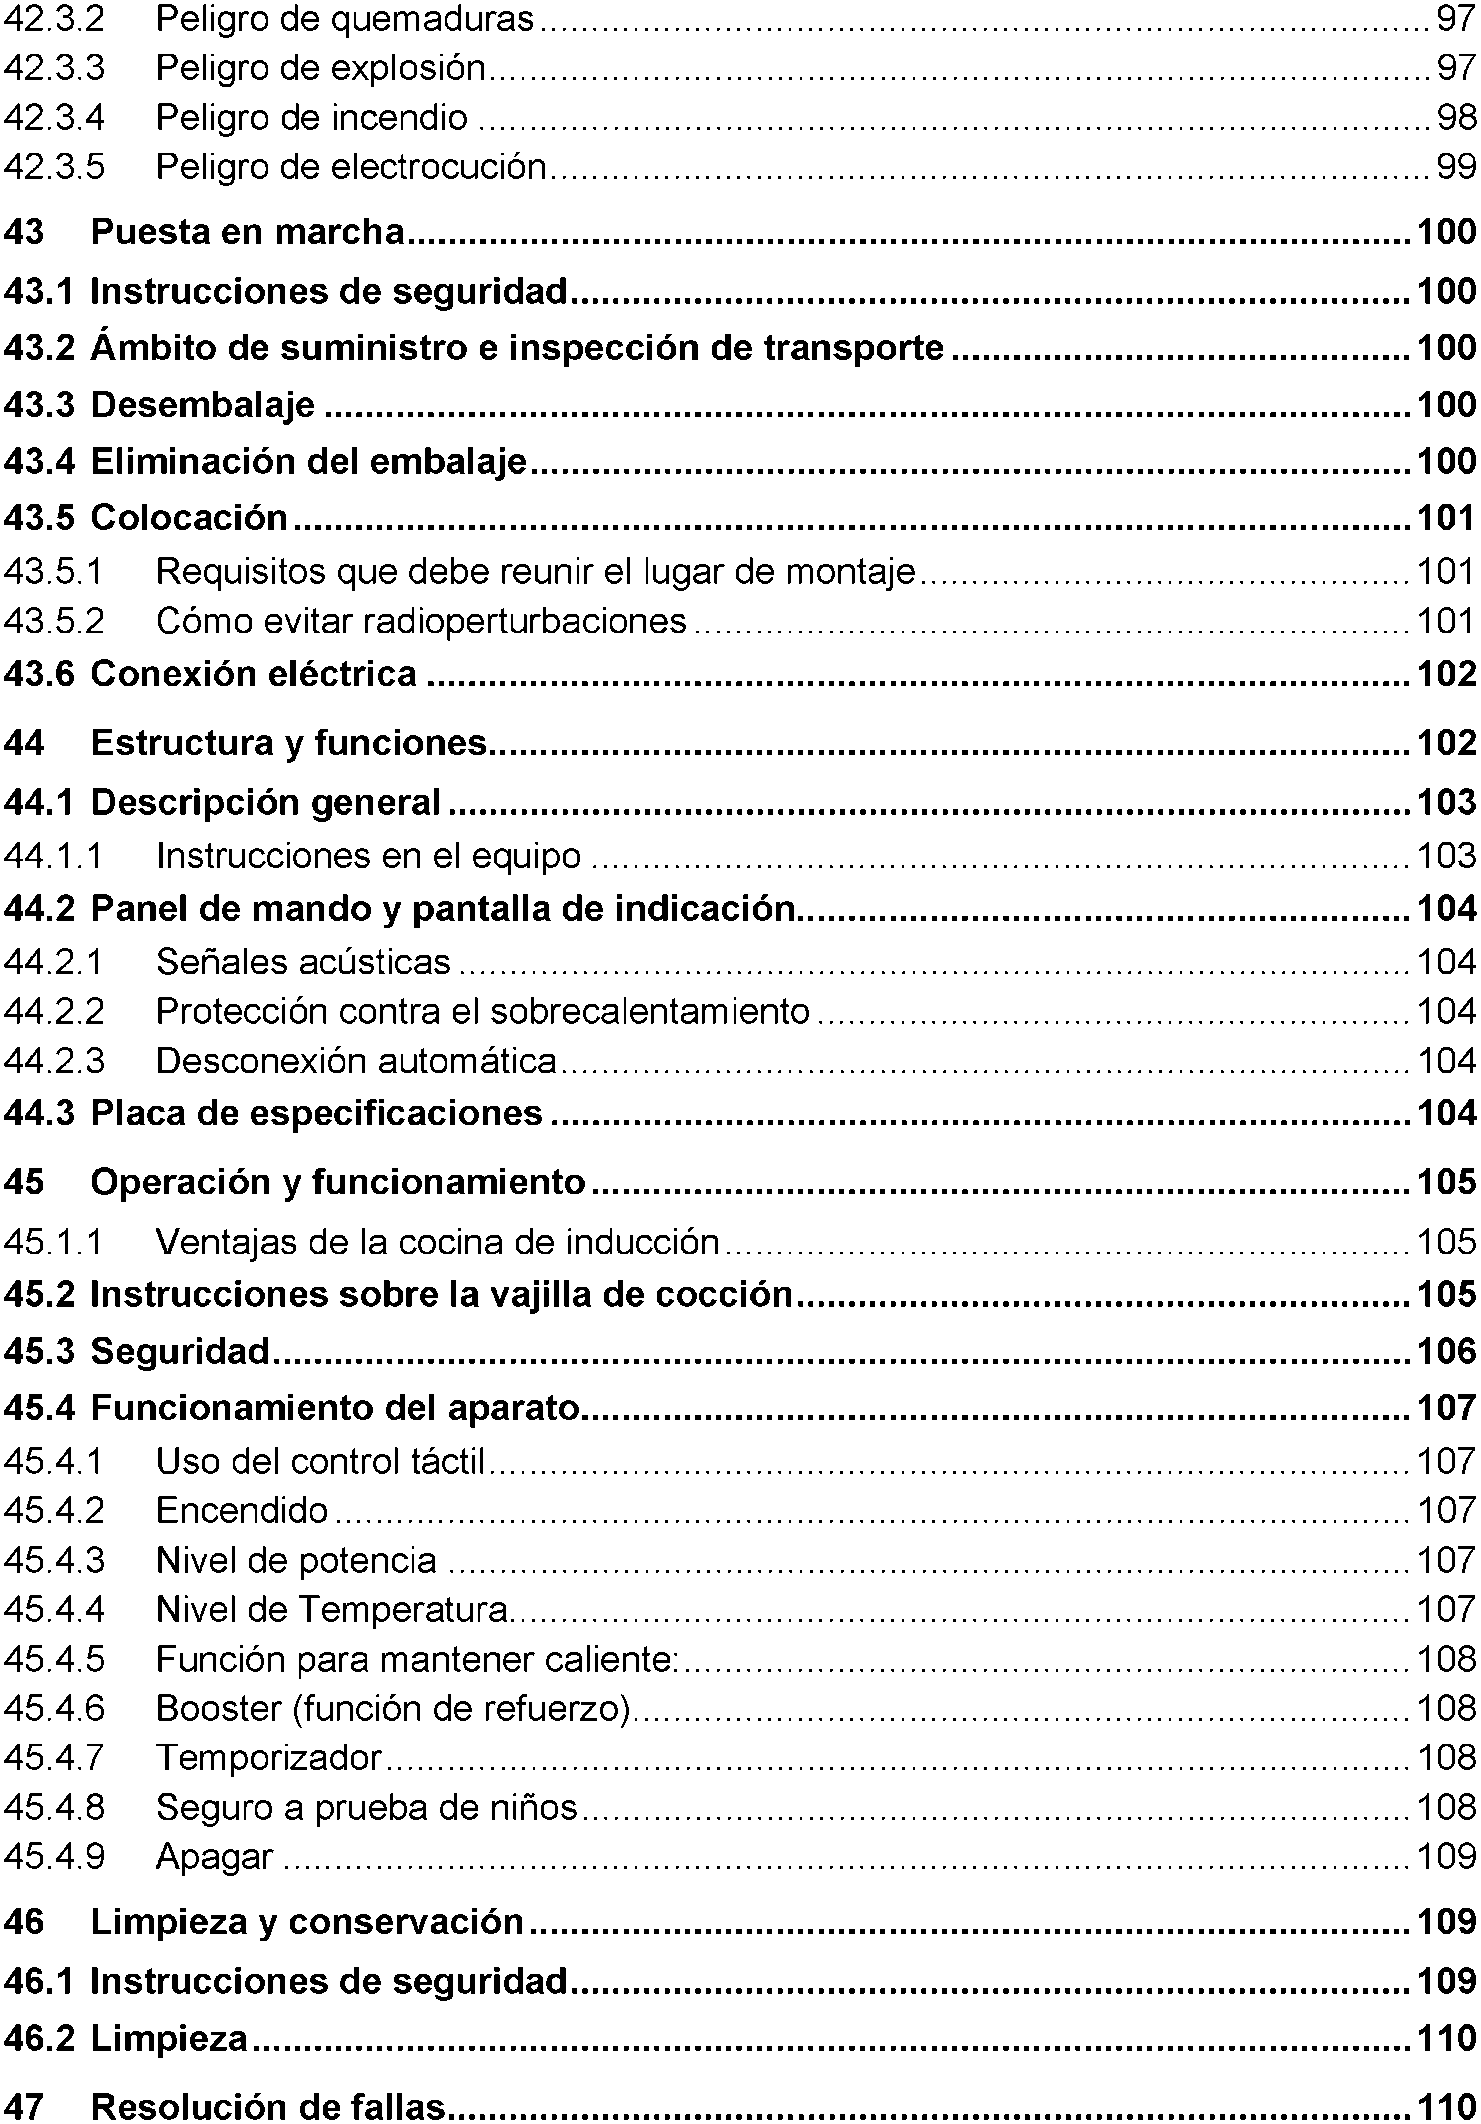 42.3.2 Peligro de quemaduras........97
42.3.3 Peligro de explosión........97
42.3.4 Peligro de incendio........98
42.3.5 Peligro de electrocución........99
43 Puesta en marcha........100
43.1 Instrucciones de seguridad........100
43.2 Ámbito de suministro e inspección de transporte........100
43.3 Desembalaje........100
43.4 Eliminación del embalaje........100
43.5 Colocación........101
43.5.1 Requisitos que debe reunir el lugar de montaje........101
43.5.2 Cómo evitar radioperturbaciones........101
43.6 Conexión eléctrica........102
44 Estructura y funciones........102
44.1 Descripción general........103
44.1.1 Instrucciones en el equipo........103
44.2 Panel de mando y pantalla de indicación........104
44.2.1 Señales acústicas........104
44.2.2 Protección contra el sobrecalentamiento........104
44.2.3 Desconexión automática........104
44.3 Placa de especificaciones........104
45 Operación y funcionamiento........105
45.1.1 Ventajas de la cocina de inducción........105
45.2 Instrucciones sobre la vajilla de cocción........105
45.3 Seguridad........106
45.4 Funcionamiento del aparato........107
45.4.1 Uso del control táctil........107
45.4.2 Encendido........107
45.4.3 Nivel de potencia........107
45.4.4 Nivel de Temperatura........107
45.4.5 Función para mantener caliente:........108
45.4.6 Booster (función de refuerzo)........108
45.4.7 Temporizador........108
45.4.8 Seguro a prueba de niños........108
45.4.9 Apagar........109
46 Limpieza y conservación........109
46.1 Instrucciones de seguridad........109
46.2 Limpieza........110
47 Resolución de fallas........110